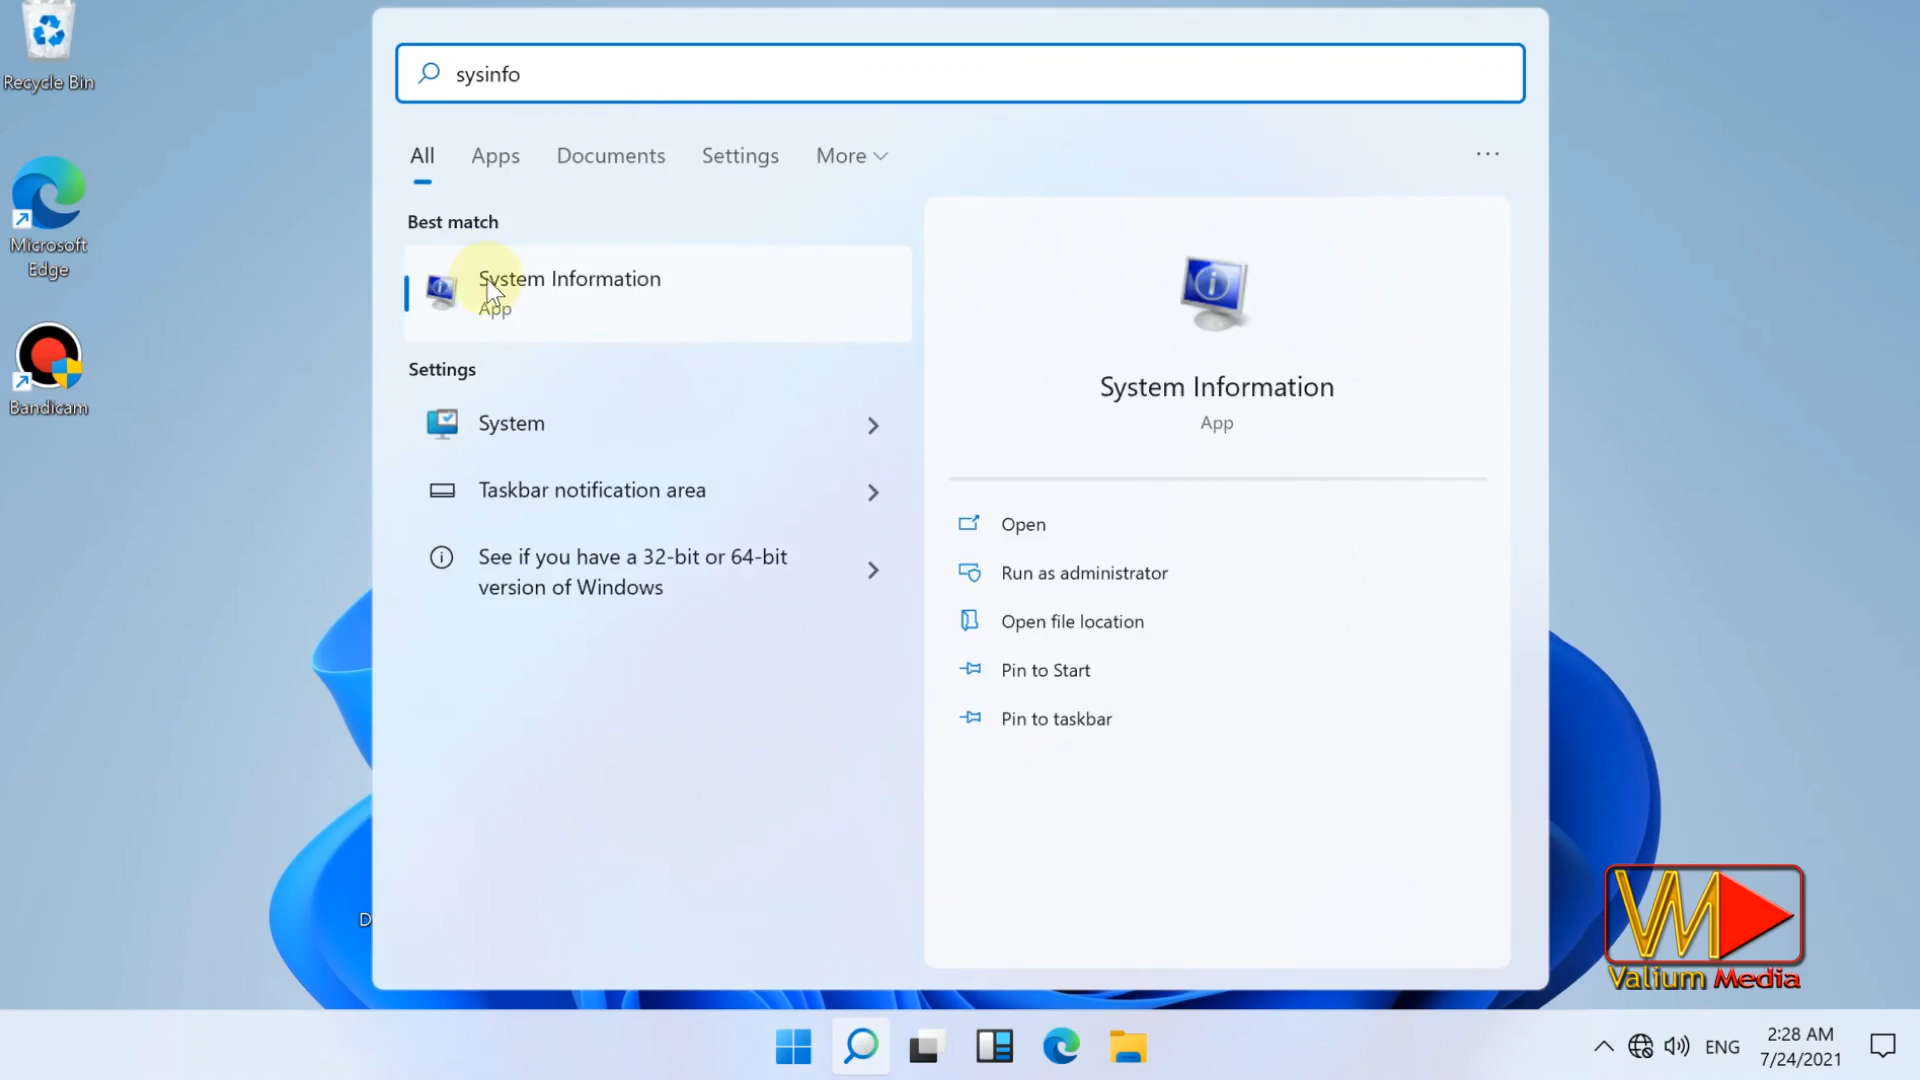 Recycle Bin
Microsoft
Edge
Bandicam
sysinfo
All
Apps
Documents
Settings
More
...
Best match
System Information
App
Settings
System
Taskbar notification area
See if you have a 32-bit or 64-bit
version of Windows
System Information
App
Open
Run as administrator
Open file location
Pin to Start
Pin to taskbar
D
VM
Valium Media
ENG
2:28 AM
7/24/2021